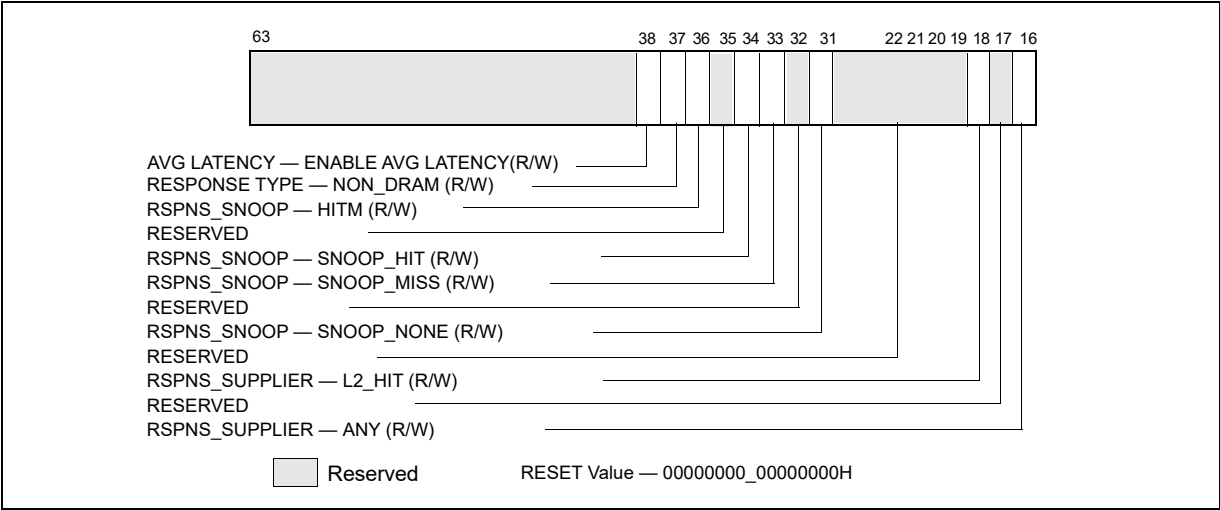 63 38 37 36 35 34 33 32 31 22 21 20 19 18 17 16
AVG LATENCY — ENABLE AVG LATENCY(R/W)
RESPONSE TYPE — NON_DRAM (R/W)
RSPNS_SNOOP — HITM (R/W)
RESERVED
RSPNS_SNOOP — SNOOP_HIT (R/W)
RSPNS_SNOOP — SNOOP_MISS (R/W)
RESERVED
RSPNS_SNOOP — SNOOP_NONE (R/W)
RESERVED
RSPNS_SUPPLIER — L2_HIT (R/W)
RESERVED
RSPNS_SUPPLIER — ANY (R/W)
Reserved RESET Value — 00000000_00000000H